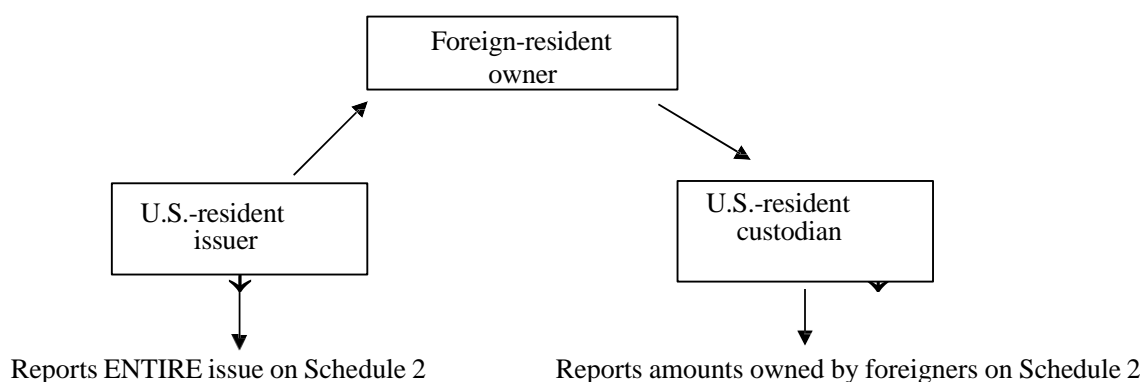 Foreign-resident
owner
U.S.-resident
issuer
U.S.-resident
custodian
Reports ENTIRE issue on Schedule 2
Reports amounts owned by foreigners on Schedule 2